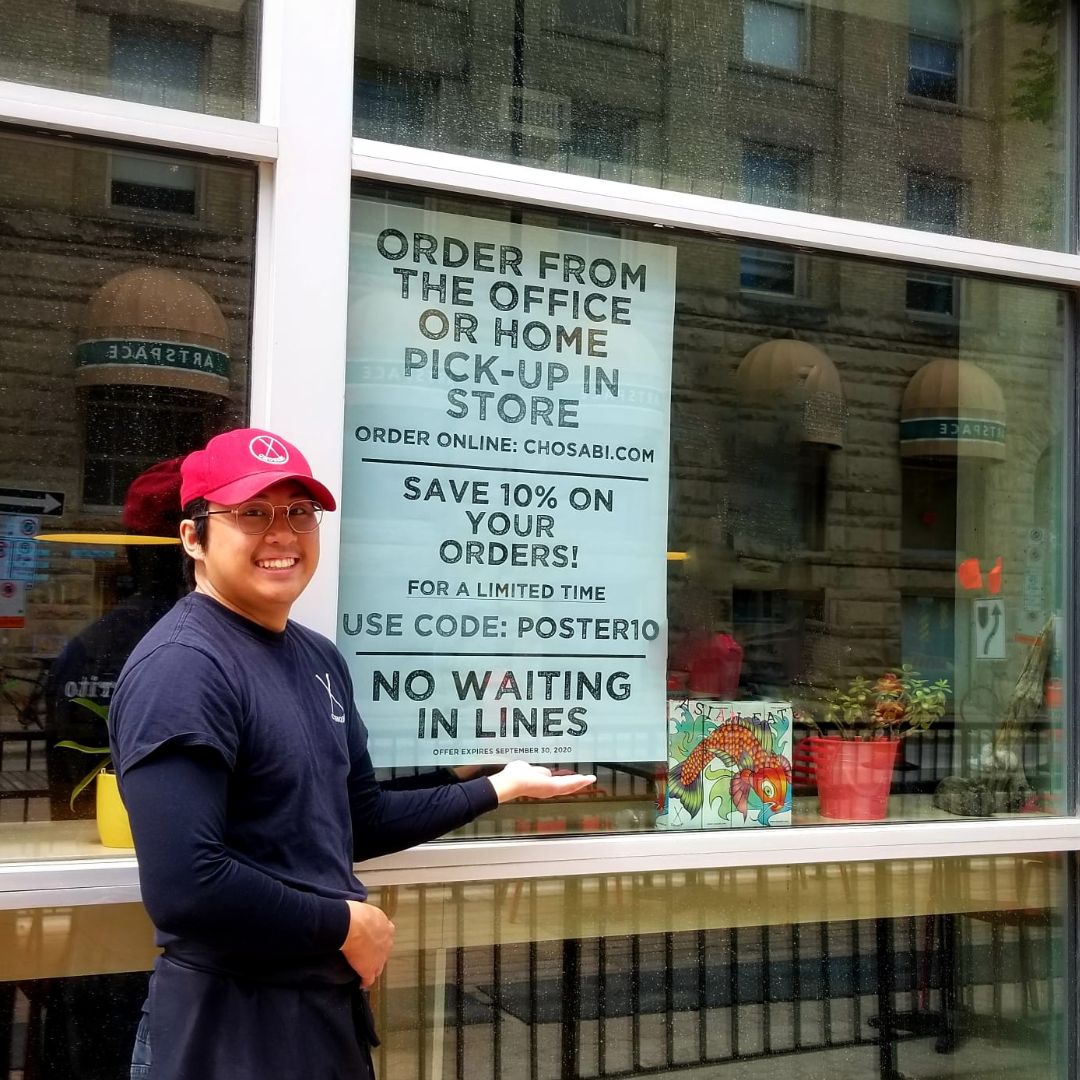 ORDER FROM
THE OFFICE
OR HOME
PICK-UP IN
STORE
ORDER ONLINE: CHOSABI.COM
SAVE 10% ON
YOUR
ORDERS!
FOR A LIMITED TIME
USE CODE: POSTER10
NO WAITING
IN LINES
OFFER EXPIRES SEPTEMBER 30, 2020
ARTSPACE
ARTSPACE